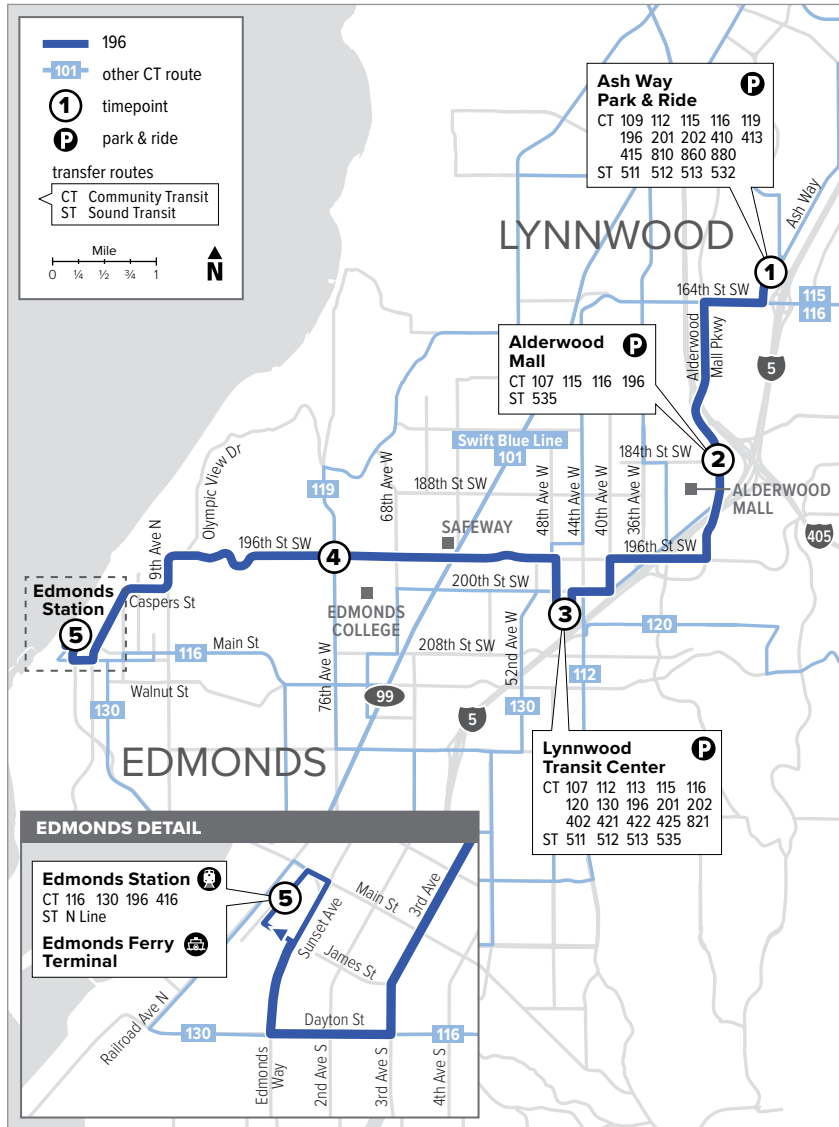 196
101 other CT route
1 timepoint
P park & ride
transfer routes
CT Community Transit
ST Sound Transit
Mile
0 ¼ ½ ¾ 1
N
Ash Way
Park & Ride
P
CT 109 112 115 116 119
196 201 202 410 413
415 810 860 880
ST 511 512 513 532
Ash Way
LYNNWOOD
1
164th St SW
115
116
Alderwood
Mall Pkwy
5
Alderwood
Mall
P
CT 107 115 116 196
ST 535
Swift Blue Line
101
184th St SW
2
ALDERWOOD
MALL
405
Olympic View Dr
119
68th Ave W
188th St SW
48th Ave W
44th Ave W
40th Ave W
36th Ave W
SAFEWAY
9th Ave N
196th St SW
4
196th St SW
Edmonds
Station
5
Caspers St
EDMONDS
COLLEGE
200th St SW
3
120
116
Main St
76th Ave W
208th St SW
52nd Ave W
112
Walnut St
130
99
130
5
EDMONDS
Lynnwood
Transit Center
P
CT 107 112 113 115 116
120 130 196 201 202
402 421 422 425 821
ST 511 512 513 535
EDMONDS DETAIL
Edmonds Station
CT 116 130 196 416
ST N Line
Edmonds Ferry
Terminal
5
Sunset Ave
Main St
3rd Ave
James St
Railroad Ave N
130
Dayton St
116
Edmonds
Way
2nd Ave S
3rd Ave S
4th Ave S